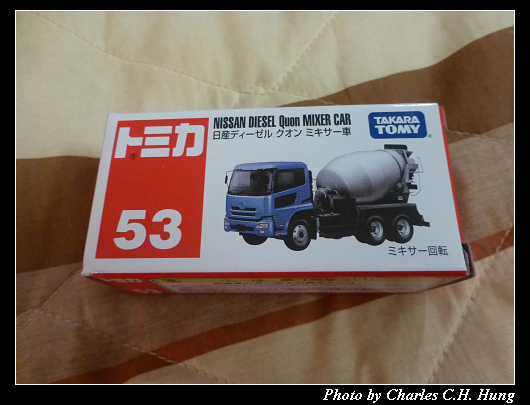 トミカ
®
53
NISSAN DIESEL Quon MIXER CAR
日産ディーゼル クオン ミキサー車
TAKARA
TOMY
ミキサー回転
Photo by Charles C.H. Hung